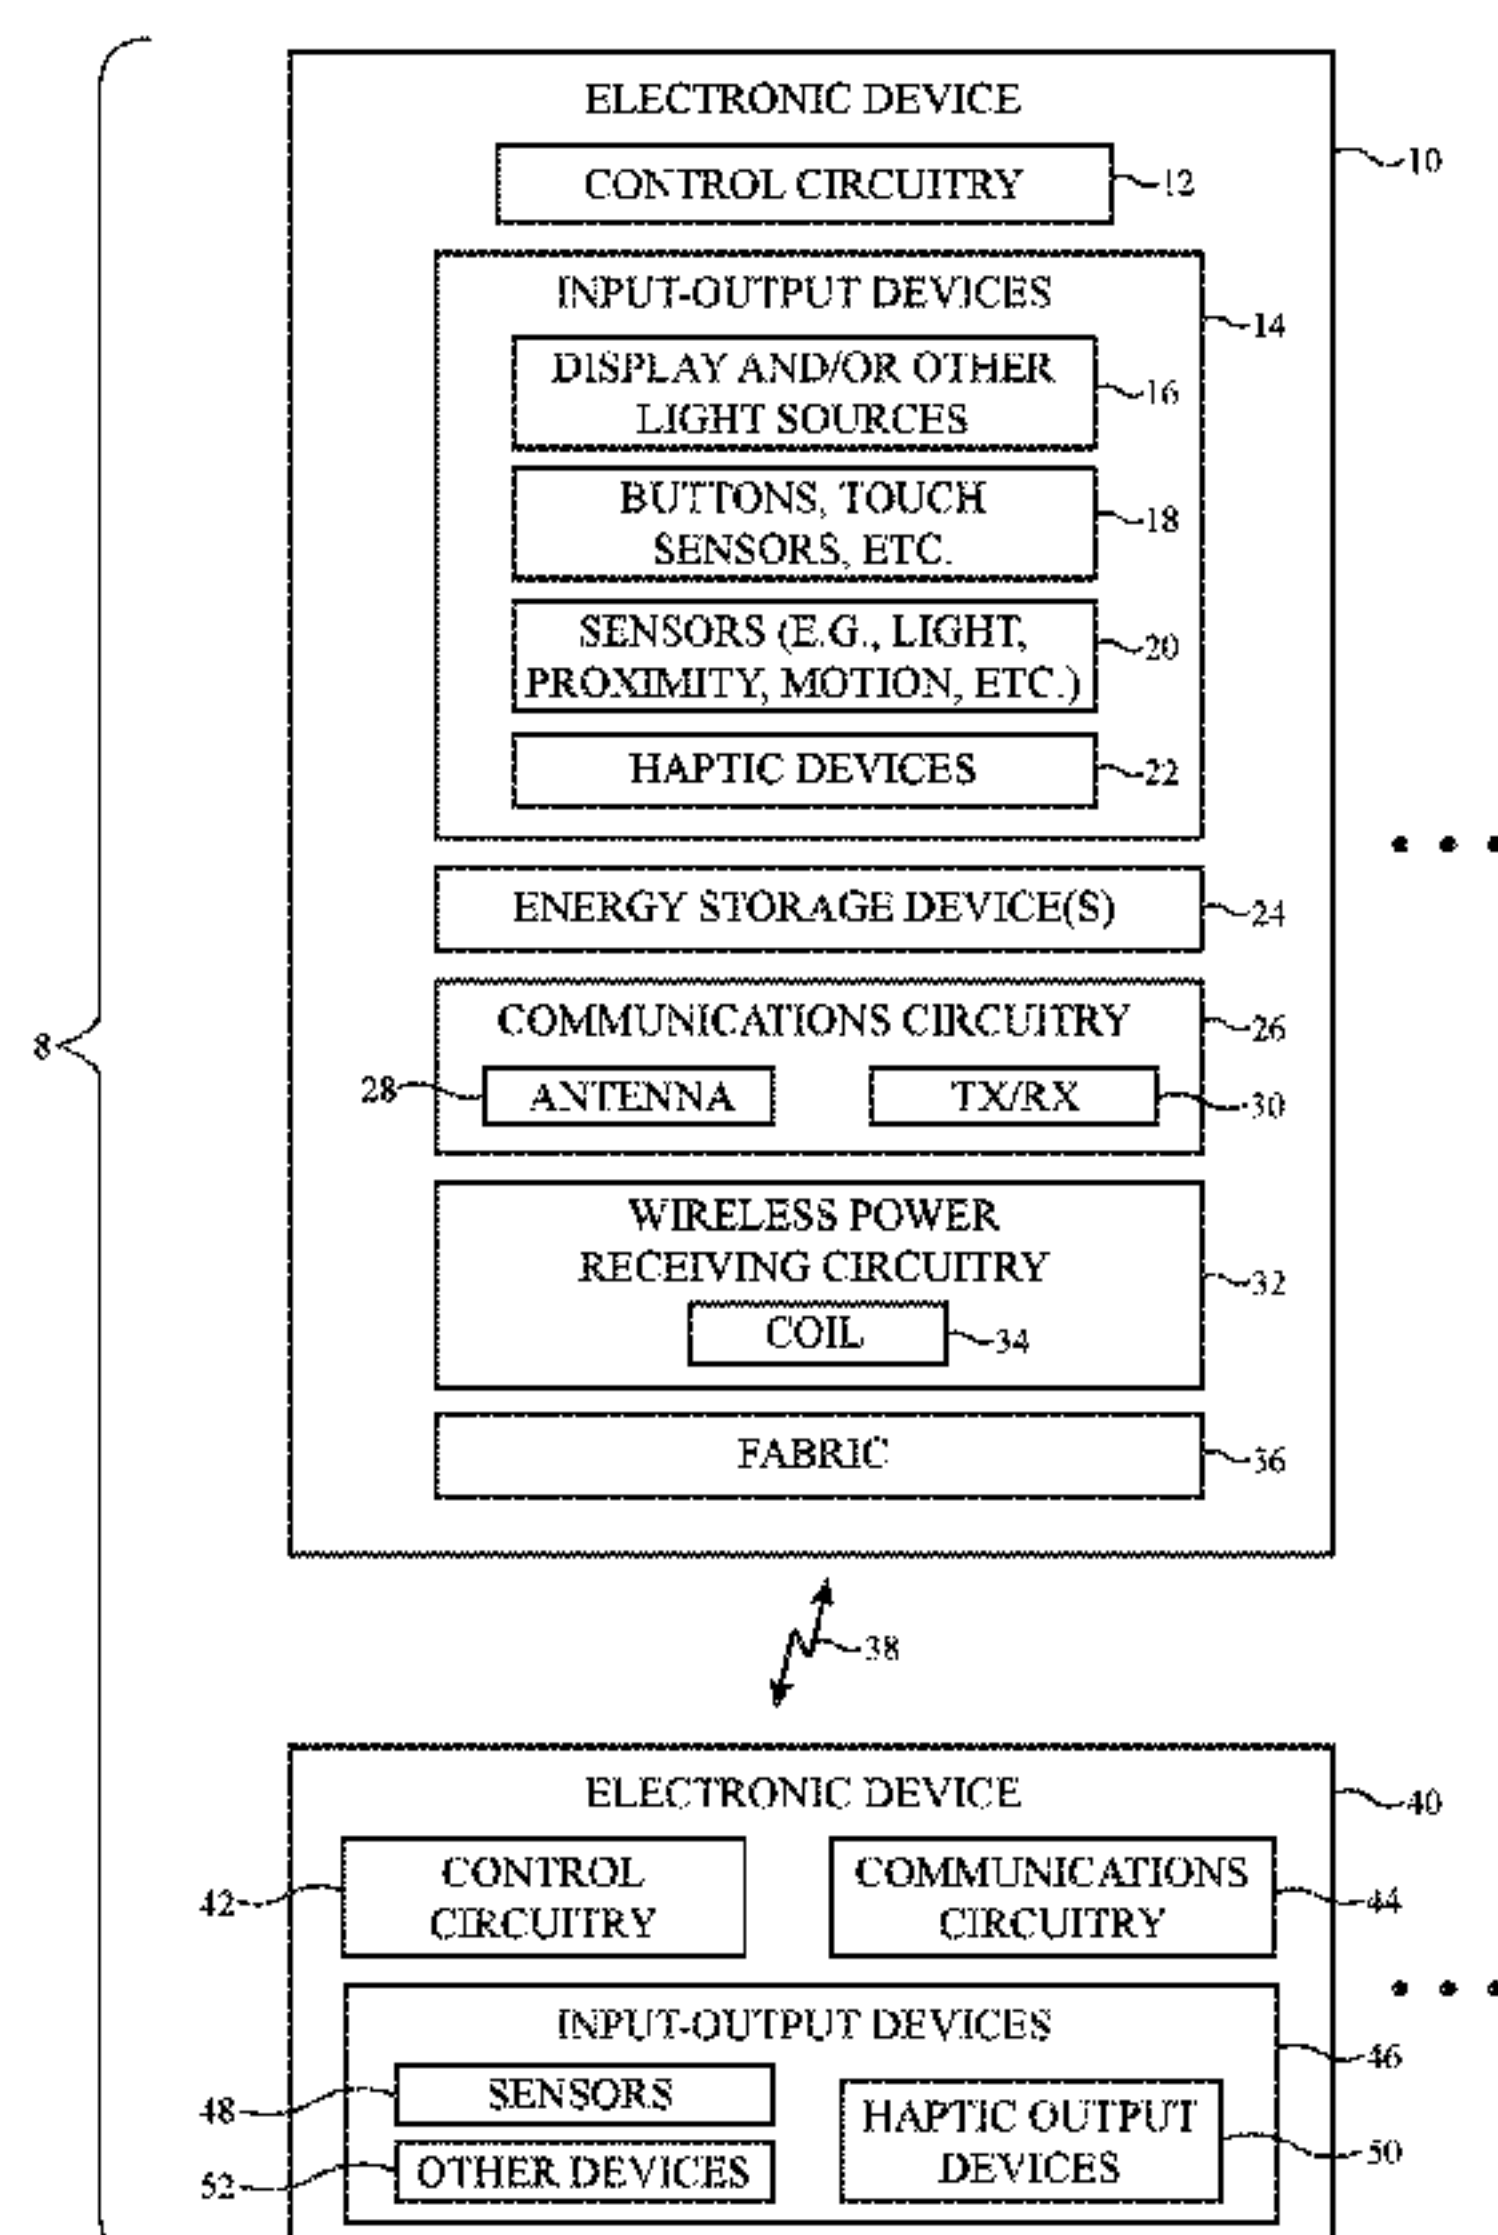 ELECTRONIC DEVICE
10
CONTROL CIRCUITRY
12
INPUT-OUTPUT DEVICES
14
DISPLAY AND/OR OTHER
LIGHT SOURCES
16
BUTTONS, TOUCH
SENSORS, ETC.
18
SENSORS (E.G., LIGHT,
PROXIMITY, MOTION, ETC.)
20
HAPTIC DEVICES
22
ENERGY STORAGE DEVICE(S)
24
COMMUNICATIONS CIRCUITRY
26
8
28
ANTENNA
TX/RX
30
WIRELESS POWER
RECEIVING CIRCUITRY
32
COIL
34
FABRIC
36
38
ELECTRONIC DEVICE
40
42
CONTROL
CIRCUITRY
COMMUNICATIONS
CIRCUITRY
44
INPUT-OUTPUT DEVICES
46
48
SENSORS
52
OTHER DEVICES
HAPTIC OUTPUT
DEVICES
50